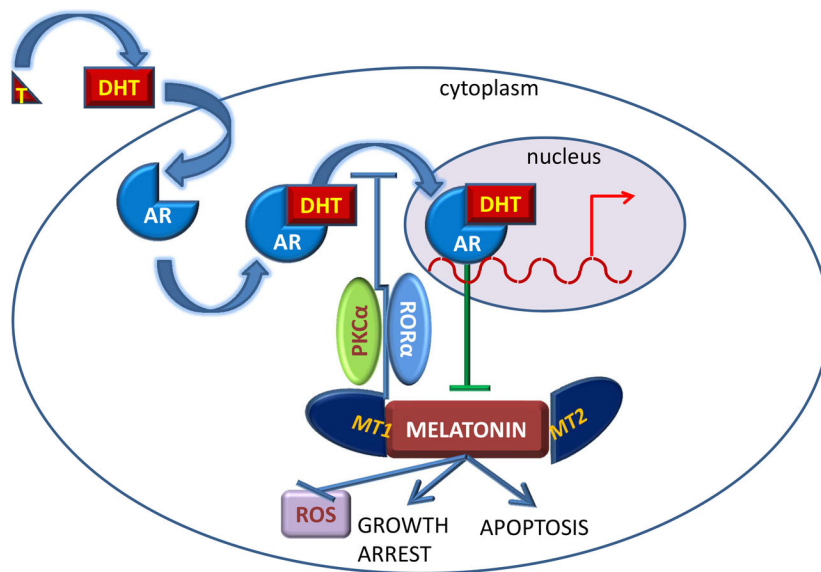 T
DHT
cytoplasm
nucleus
AR
DHT
AR
DHT
AR
PKCα
RORα
MT1
MELATONIN
MT2
ROS
GROWTH
ARREST
APOPTOSIS